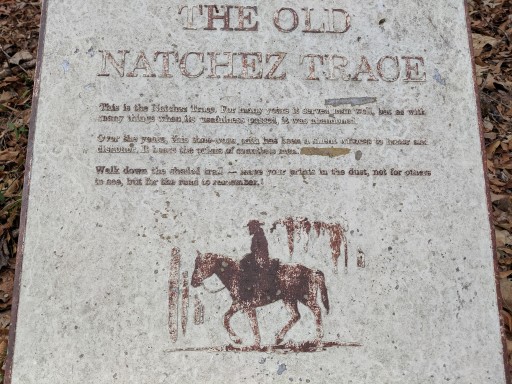 THE OLD
NATCHEZ TRACE
This is the Natchez Trace. For many years it served man well, but as with
many things when its usefulness passed, it was abandoned.
Over the years, this time-worn path has been a silent witness to honor and
dishonor. It bears the prints of countless men.
Walk down the shaded trail — leave your prints in the dust, not for others
to see, but for the road to remember.